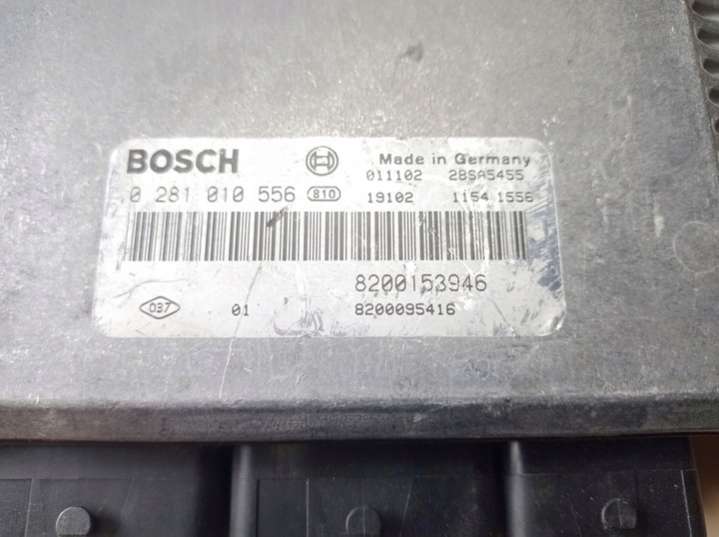 BOSCH
Made in Germany
011102 28SA5455
0 281 010 556 810
19102 1154 1556
8200153946
037 01 8200095416